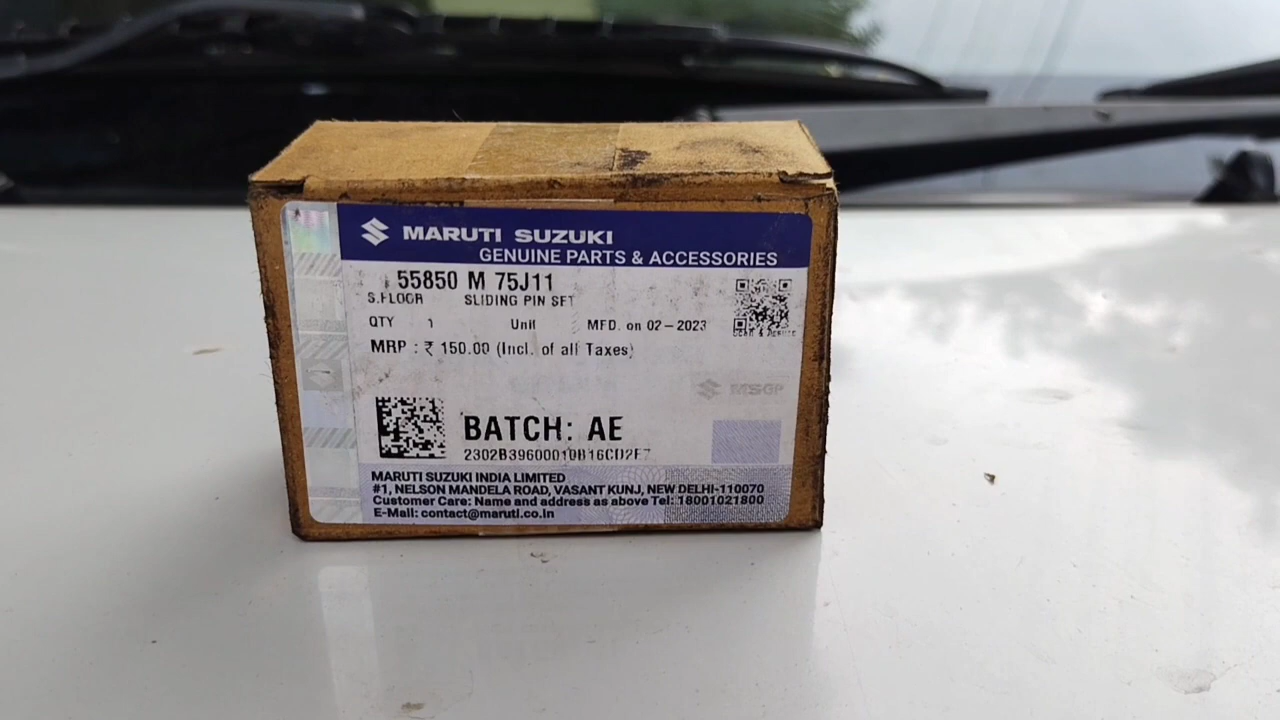 MARUTI SUZUKI
GENUINE PARTS & ACCESSORIES
55850 M 75J11
S.FLOOR SLIDING PIN SET
QTY 1 Unit MFD. on 02-2023
MRP : ₹ 150.00 (Incl. of all Taxes)
MSGP
BATCH: AE
MARUTI SUZUKI INDIA LIMITED
#1, NELSON MANDELA ROAD, VASANT KUNJ, NEW DELHI-110070
Customer Care: Name and address as above Tel: 18001021800
E-Mail: contact@maruti.co.in